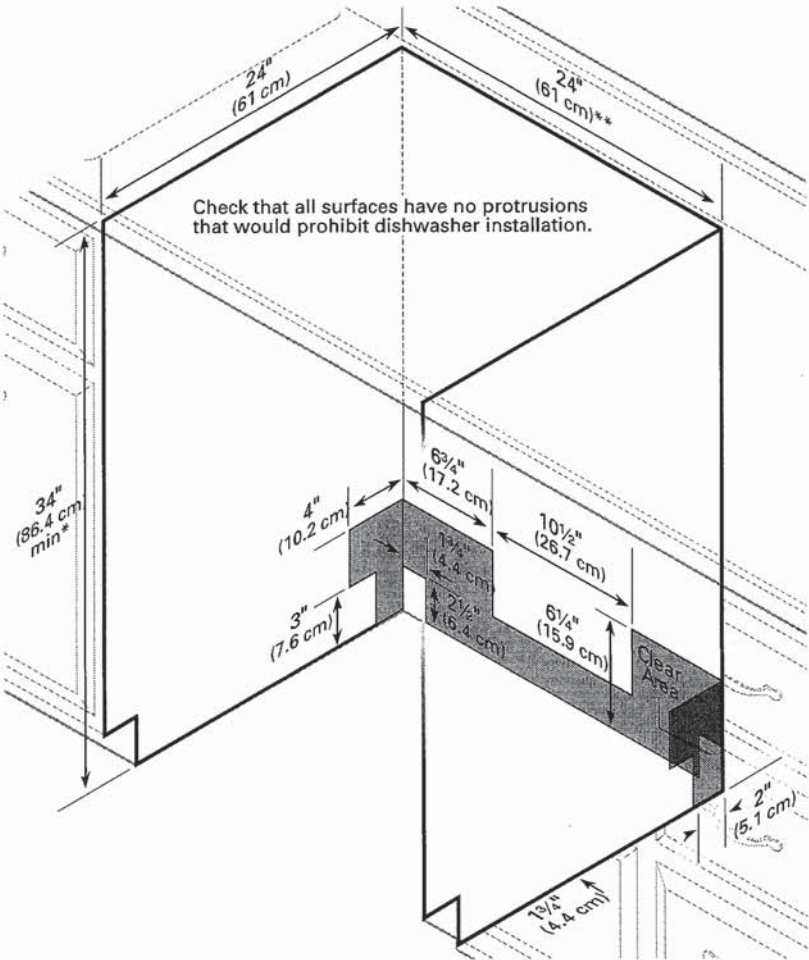 24"
(61 cm)
24"
(61 cm)**
Check that all surfaces have no protrusions
that would prohibit dishwasher installation.
34"
(86.4 cm)
min*
6¾"
(17.2 cm)
4"
(10.2 cm)
10½"
(26.7 cm)
1¾"
(4.4 cm)
2½"
(6.4 cm)
3"
(7.6 cm)
6¼"
(15.9 cm)
Clear
Area
2"
(5.1 cm)
1¾"
(4.4 cm)